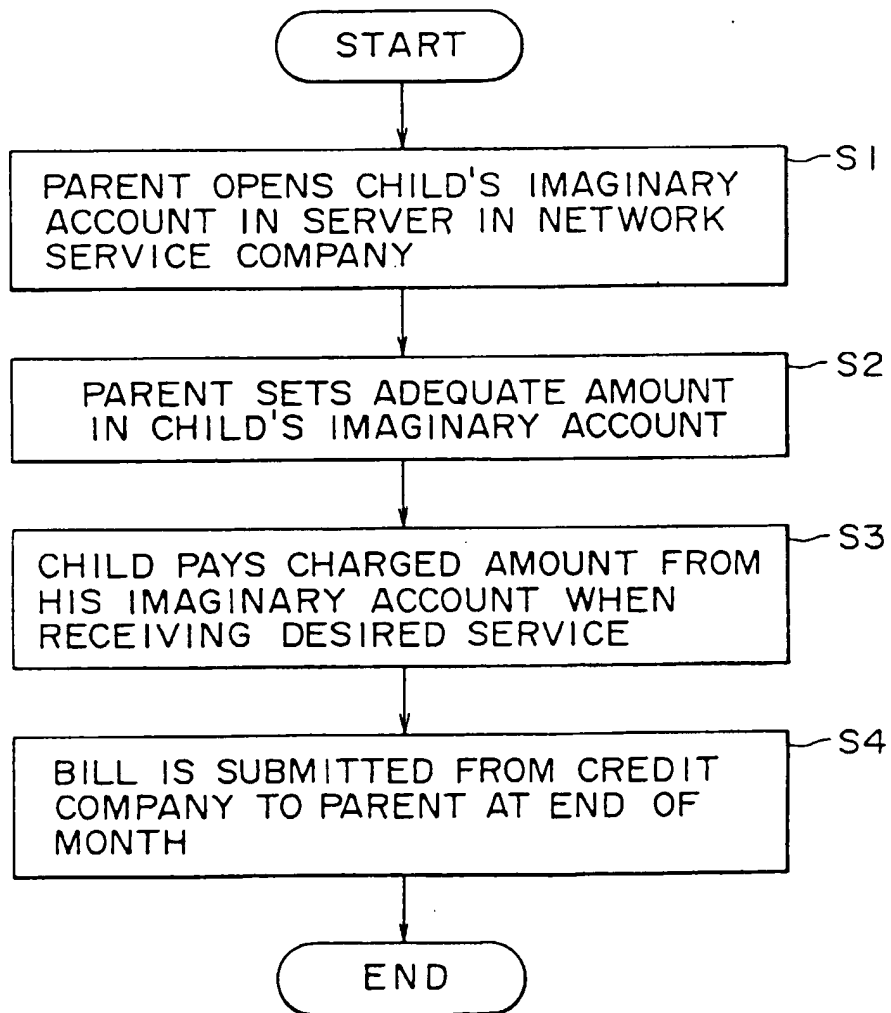 START
S1
PARENT OPENS CHILD'S IMAGINARY
ACCOUNT IN SERVER IN NETWORK
SERVICE COMPANY
S2
PARENT SETS ADEQUATE AMOUNT
IN CHILD'S IMAGINARY ACCOUNT
S3
CHILD PAYS CHARGED AMOUNT FROM
HIS IMAGINARY ACCOUNT WHEN
RECEIVING DESIRED SERVICE
S4
BILL IS SUBMITTED FROM CREDIT
COMPANY TO PARENT AT END OF
MONTH
END